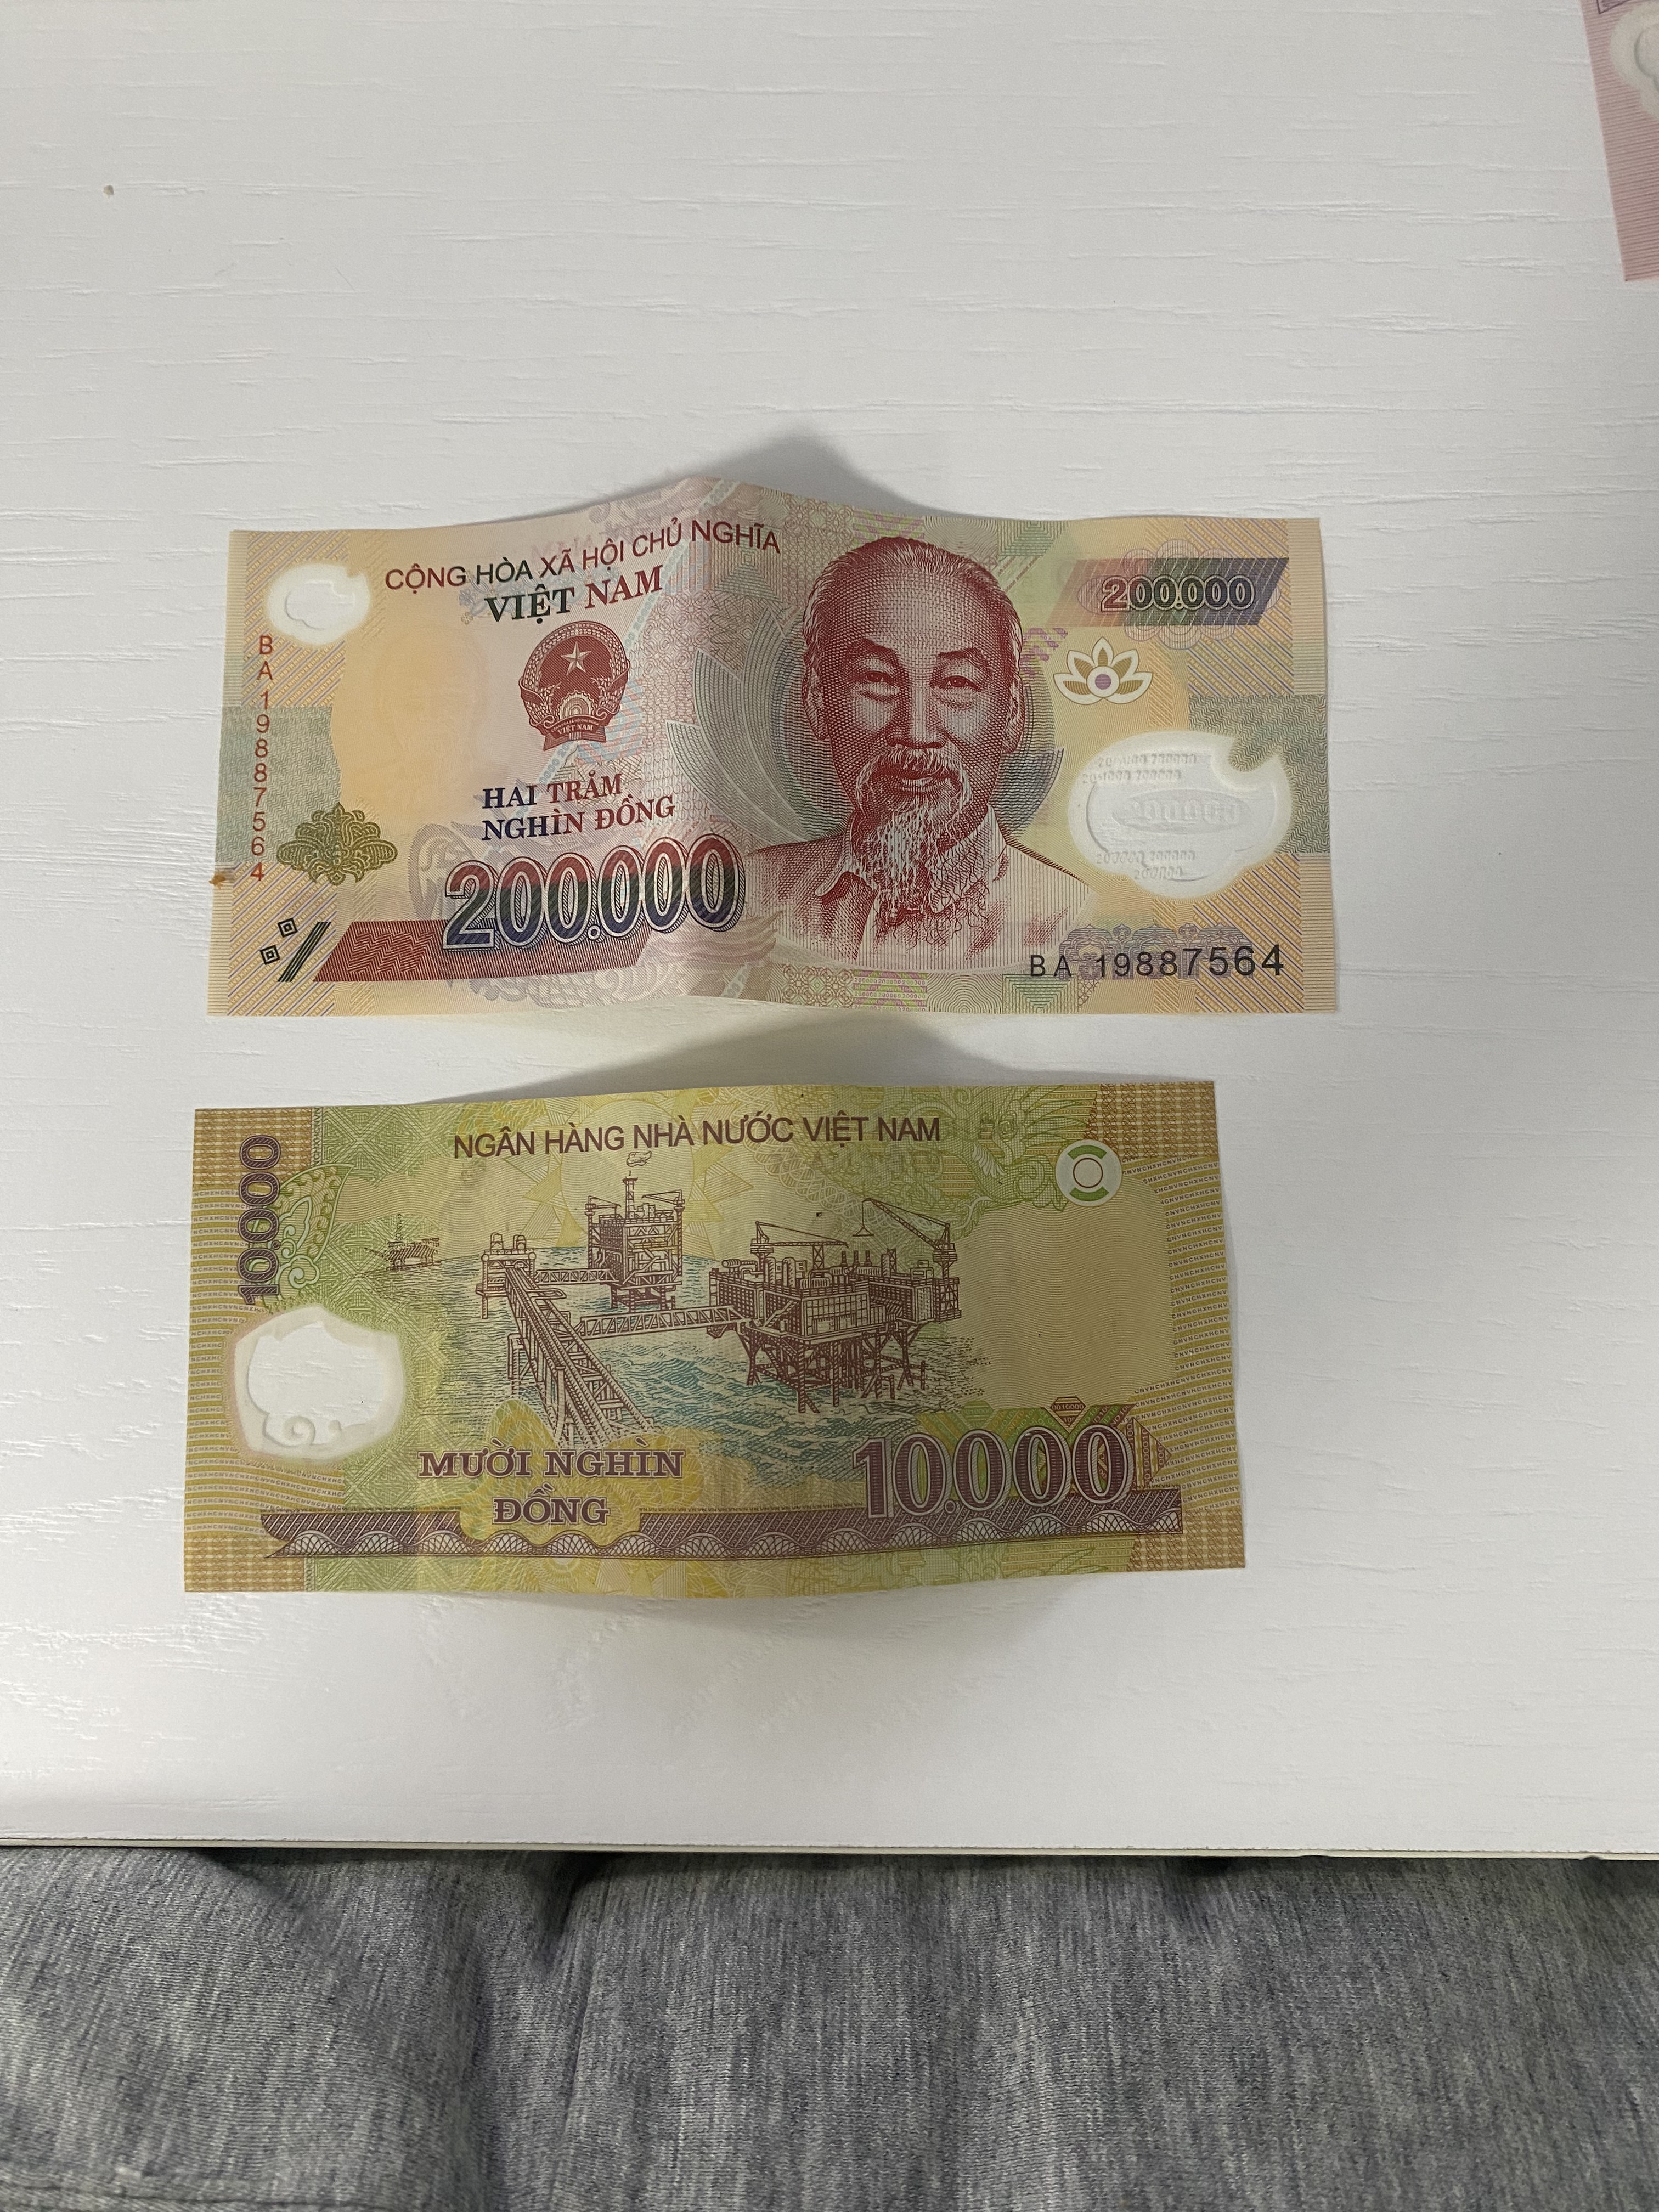 NGÂN HÀNG NHÀ NƯỚC VIỆT NAM
10.000
MƯỜI NGHÌN
ĐỒNG
10.000
CỘNG HÒA XÃ HỘI CHỦ NGHĨA
VIỆT NAM
BA 19887564
HAI TRĂM
NGHÌN ĐỒNG
200.000
200.000
BA 19887564